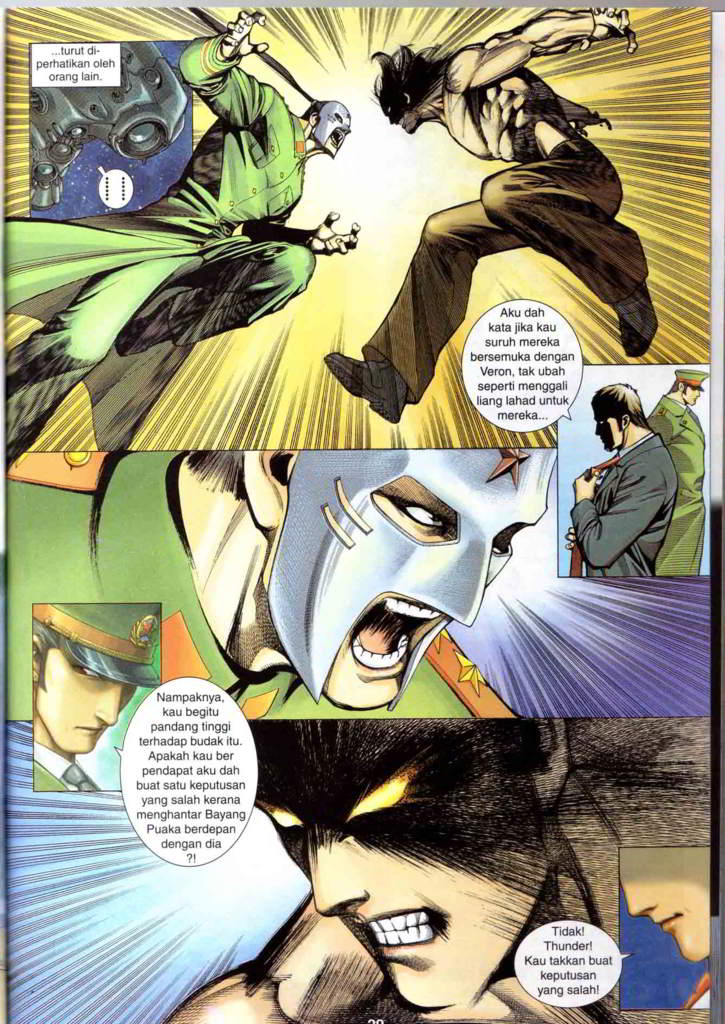 ...turut di-
perhatikan oleh
orang lain.
Aku dah
kata jika kau
suruh mereka
bersemuka dengan
Veron, tak ubah
seperti menggali
liang lahad untuk
mereka...
Nampaknya,
kau begitu
pandang tinggi
terhadap budak itu.
Apakah kau ber
pendapat aku dah
buat satu keputusan
yang salah kerana
menghantar Bayang
Puaka berdepan
dengan dia
?!
Tidak!
Thunder!
Kau takkan buat
keputusan
yang salah!